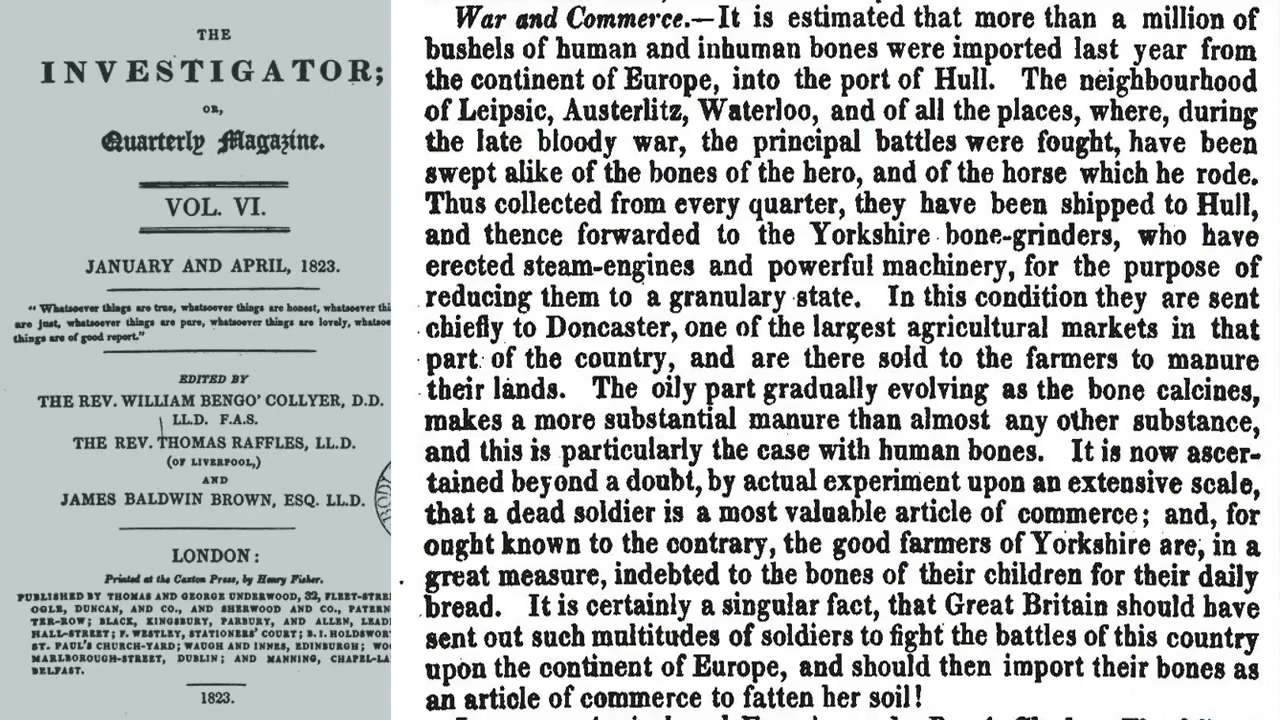 THE
INVESTIGATOR;
OR,
Quarterly Magazine.
VOL. VI.
JANUARY AND APRIL, 1823.
"Whatsoever things are true, whatsoever things are honest, whatsoever thi
are just, whatsoever things are pure, whatsoever things are lovely, whatsoe
things are of good report."
EDITED BY
THE REV. WILLIAM BENGO' COLLYER, D.D.
LL.D. F.A.S.
THE REV. THOMAS RAFFLES, LL.D.
(OF LIVERPOOL,)
AND
JAMES BALDWIN BROWN, ESQ. LL.D.
BOD
LONDON:
Printed at the Caxton Press, by Henry Fisher.
PUBLISHED BY THOMAS AND GEORGE UNDERWOOD, 32, FLEET-STRE
OGLE, DUNCAN, AND CO., AND SHERWOOD AND CO., PATERN
TER-ROW; BLACK, KINGSBURY, PARBURY, AND ALLEN, LEAD
HALL-STREET; F. WESTLEY, STATIONERS' COURT; B. I. HOLDSWOR
ST. PAUL'S CHURCH-YARD; WAUGH AND INNES, EDINBURGH; WO
MARLBOROUGH-STREET, DUBLIN; AND MANNING, CHAPEL-LA
BELFAST.
1823.
War and Commerce.—It is estimated that more than a million of
bushels of human and inhuman bones were imported last year from
the continent of Europe, into the port of Hull. The neighbourhood
of Leipsic, Austerlitz, Waterloo, and of all the places, where, during
the late bloody war, the principal battles were fought, have been
swept alike of the bones of the hero, and of the horse which he rode.
Thus collected from every quarter, they have been shipped to Hull,
and thence forwarded to the Yorkshire bone-grinders, who have
erected steam-engines and powerful machinery, for the purpose of
reducing them to a granulary state. In this condition they are sent
chiefly to Doncaster, one of the largest agricultural markets in that
part of the country, and are there sold to the farmers to manure
their lands. The oily part gradually evolving as the bone calcines,
makes a more substantial manure than almost any other substance,
and this is particularly the case with human bones. It is now ascer-
tained beyond a doubt, by actual experiment upon an extensive scale,
that a dead soldier is a most valuable article of commerce; and, for
ought known to the contrary, the good farmers of Yorkshire are, in a
great measure, indebted to the bones of their children for their daily
bread. It is certainly a singular fact, that Great Britain should have
sent out such multitudes of soldiers to fight the battles of this country
upon the continent of Europe, and should then import their bones as
an article of commerce to fatten her soil!